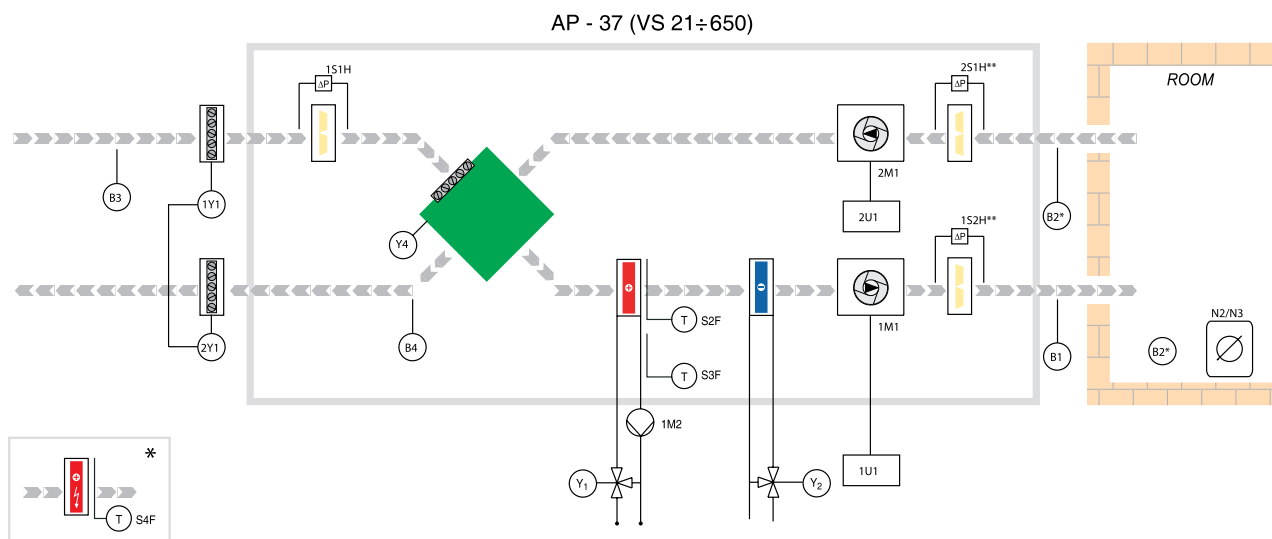 AP - 37 (VS 21÷650)
1S1H
ΔP
2S1H**
ΔP
ROOM
B3
1Y1
2M1
2U1
B2*
Y4
1S2H**
ΔP
1M1
2Y1
B4
T S2F
T S3F
B1
B2*
N2/N3
1M2
1U1
Y1
Y2
*
T S4F